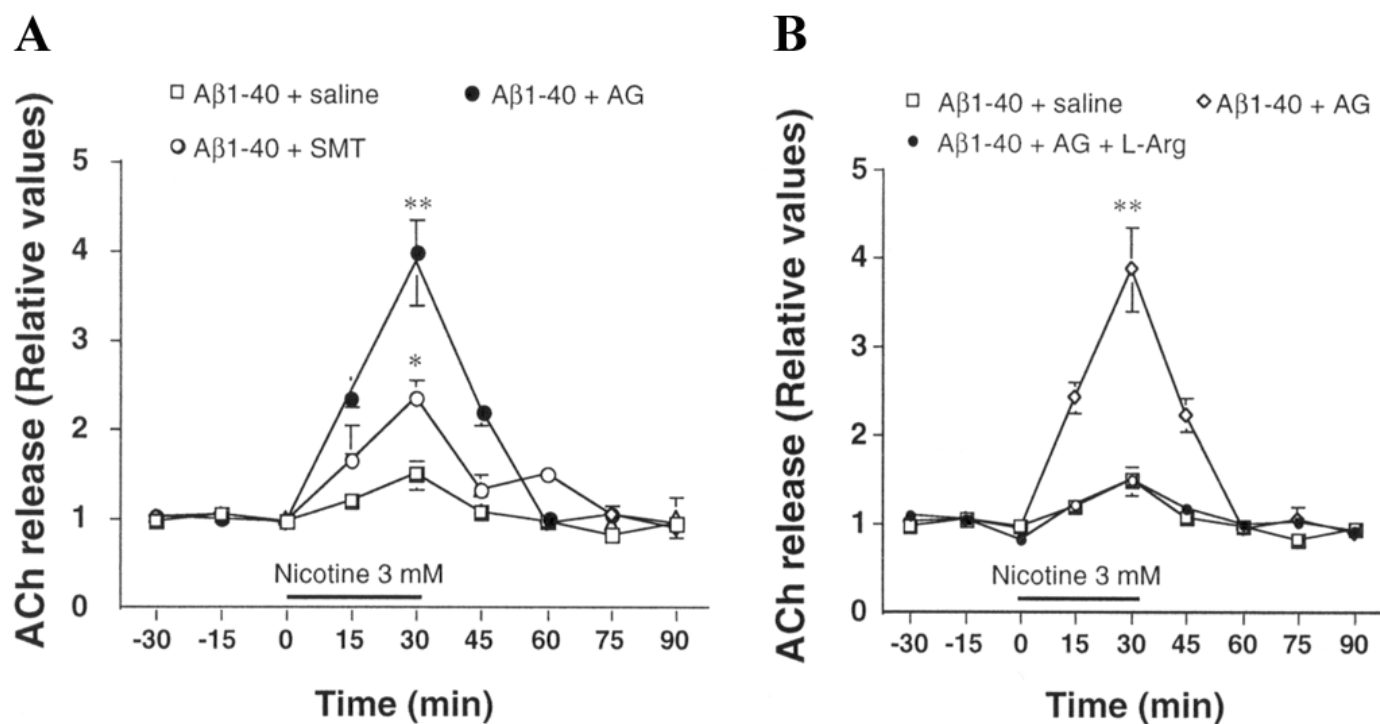 A
Aβ1-40 + saline
Aβ1-40 + AG
Aβ1-40 + SMT
ACh release (Relative values)
5
4
3
2
1
0
**
*
Nicotine 3 mM
-30 -15 0 15 30 45 60 75 90
Time (min)
B
Aβ1-40 + saline
Aβ1-40 + AG
Aβ1-40 + AG + L-Arg
ACh release (Relative values)
5
4
3
2
1
0
**
Nicotine 3 mM
-30 -15 0 15 30 45 60 75 90
Time (min)